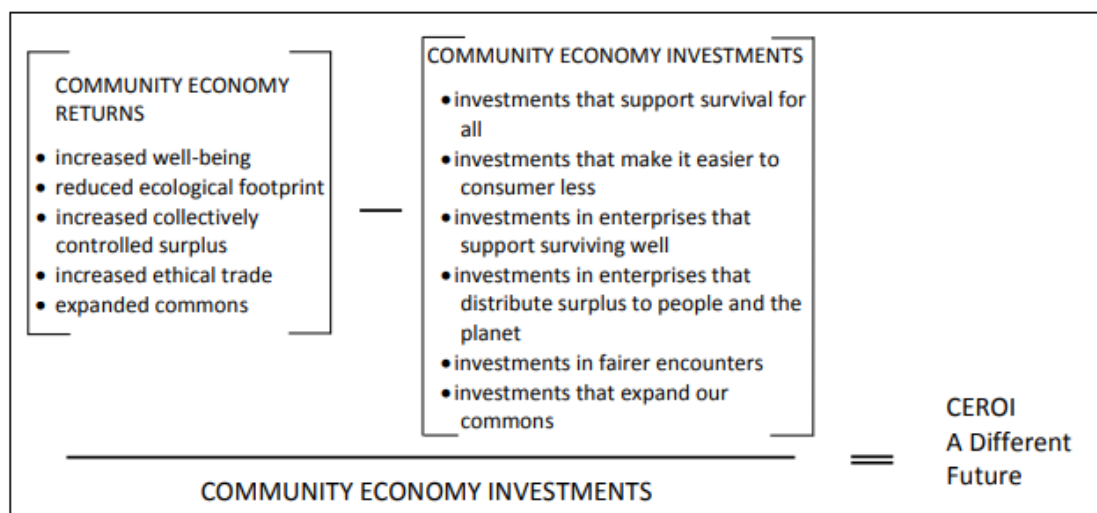 COMMUNITY ECONOMY
RETURNS
• increased well-being
• reduced ecological footprint
• increased collectively
controlled surplus
• increased ethical trade
• expanded commons
—
COMMUNITY ECONOMY INVESTMENTS
•investments that support survival for
all
•investments that make it easier to
consumer less
•investments in enterprises that
support surviving well
•investments in enterprises that
distribute surplus to people and the
planet
•investments in fairer encounters
•investments that expand our
commons
COMMUNITY ECONOMY INVESTMENTS
=
CEROI
A Different
Future